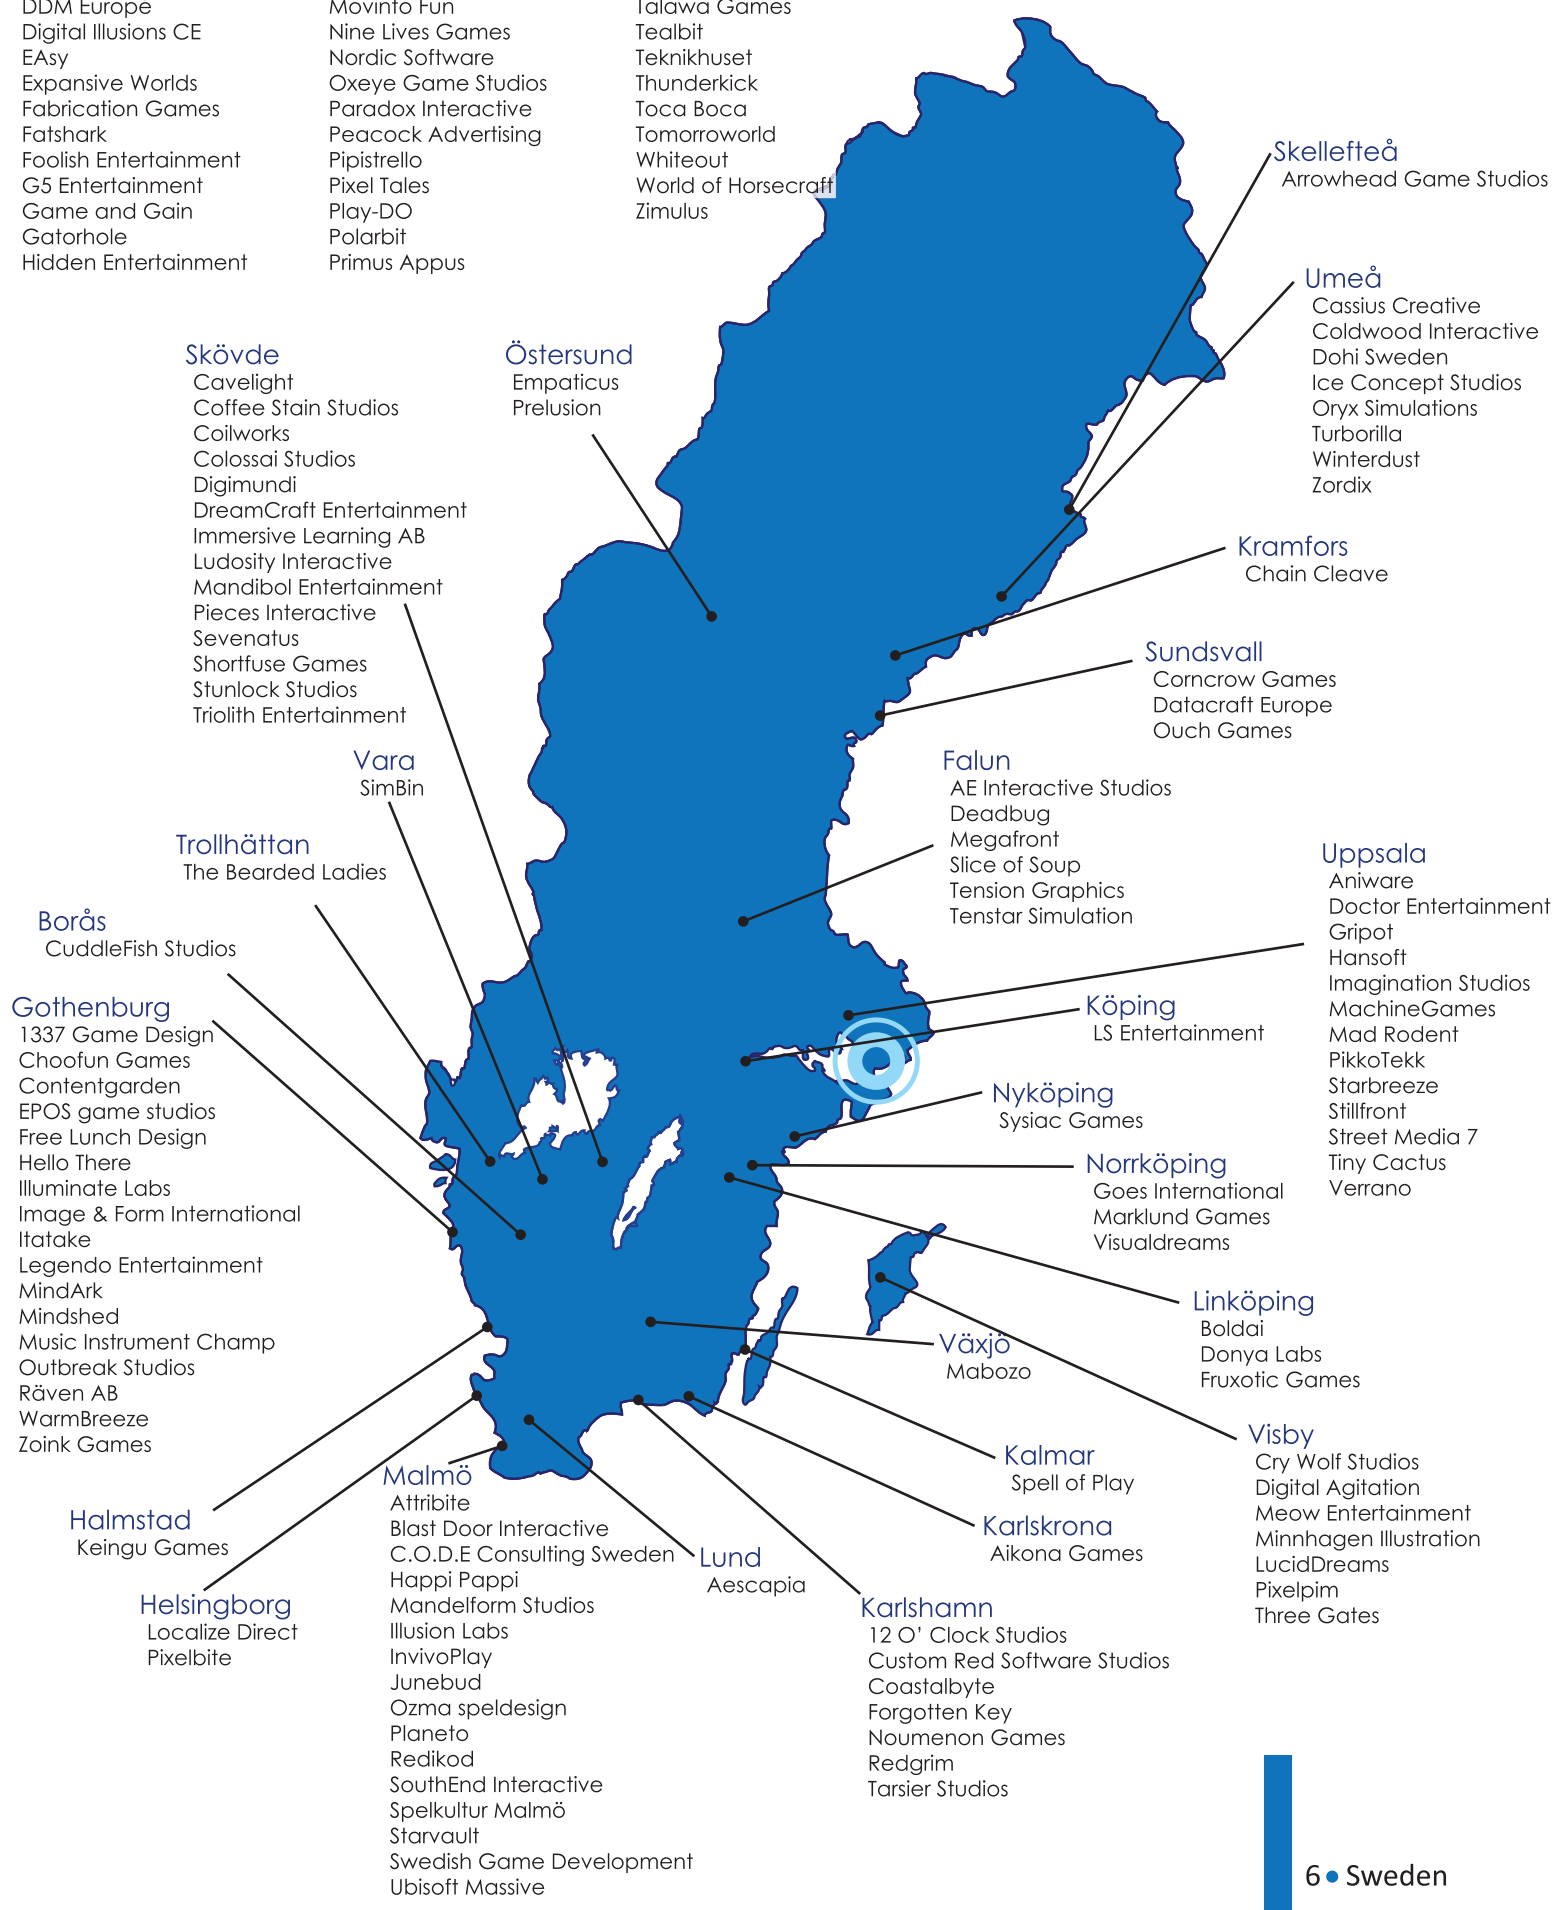 DDM Europe
Digital Illusions CE
EAsy
Expansive Worlds
Fabrication Games
Fatshark
Foolish Entertainment
G5 Entertainment
Game and Gain
Gatorhole
Hidden Entertainment
Movinto Fun
Nine Lives Games
Nordic Software
Oxeye Game Studios
Paradox Interactive
Peacock Advertising
Pipistrello
Pixel Tales
Play-DO
Polarbit
Primus Appus
Talawa Games
Tealbit
Teknikhuset
Thunderkick
Toca Boca
Tomorroworld
Whiteout
World of Horsecraft
Zimulus
Skellefteå
Arrowhead Game Studios
Umeå
Cassius Creative
Coldwood Interactive
Dohi Sweden
Ice Concept Studios
Oryx Simulations
Turborilla
Winterdust
Zordix
Skövde
Cavelight
Coffee Stain Studios
Coilworks
Colossai Studios
Digimundi
DreamCraft Entertainment
Immersive Learning AB
Ludosity Interactive
Mandibol Entertainment
Pieces Interactive
Sevenatus
Shortfuse Games
Stunlock Studios
Triolith Entertainment
Östersund
Empaticus
Prelusion
Kramfors
Chain Cleave
Sundsvall
Corncrow Games
Datacraft Europe
Ouch Games
Vara
SimBin
Falun
AE Interactive Studios
Deadbug
Megafront
Slice of Soup
Tension Graphics
Tenstar Simulation
Trollhättan
The Bearded Ladies
Uppsala
Aniware
Doctor Entertainment
Gripot
Hansoft
Imagination Studios
MachineGames
Mad Rodent
PikkoTekk
Starbreeze
Stillfront
Street Media 7
Tiny Cactus
Verrano
Borås
CuddleFish Studios
Gothenburg
1337 Game Design
Choofun Games
Contentgarden
EPOS game studios
Free Lunch Design
Hello There
Illuminate Labs
Image & Form International
Itatake
Legendo Entertainment
MindArk
Mindshed
Music Instrument Champ
Outbreak Studios
Räven AB
WarmBreeze
Zoink Games
Köping
LS Entertainment
Nyköping
Sysiac Games
Norrköping
Goes International
Marklund Games
Visualdreams
Linköping
Boldai
Donya Labs
Fruxotic Games
Växjö
Mabozo
Visby
Cry Wolf Studios
Digital Agitation
Meow Entertainment
Minnhagen Illustration
LucidDreams
Pixelpim
Three Gates
Kalmar
Spell of Play
Karlskrona
Aikona Games
Halmstad
Keingu Games
Helsingborg
Localize Direct
Pixelbite
Malmö
Attribite
Blast Door Interactive
C.O.D.E Consulting Sweden
Happi Pappi
Mandelform Studios
Illusion Labs
InvivoPlay
Junebud
Ozma speldesign
Planeto
Redikod
SouthEnd Interactive
Spelkultur Malmö
Starvault
Swedish Game Development
Ubisoft Massive
Lund
Aescapia
Karlshamn
12 O’ Clock Studios
Custom Red Software Studios
Coastalbyte
Forgotten Key
Noumenon Games
Redgrim
Tarsier Studios
6 • Sweden